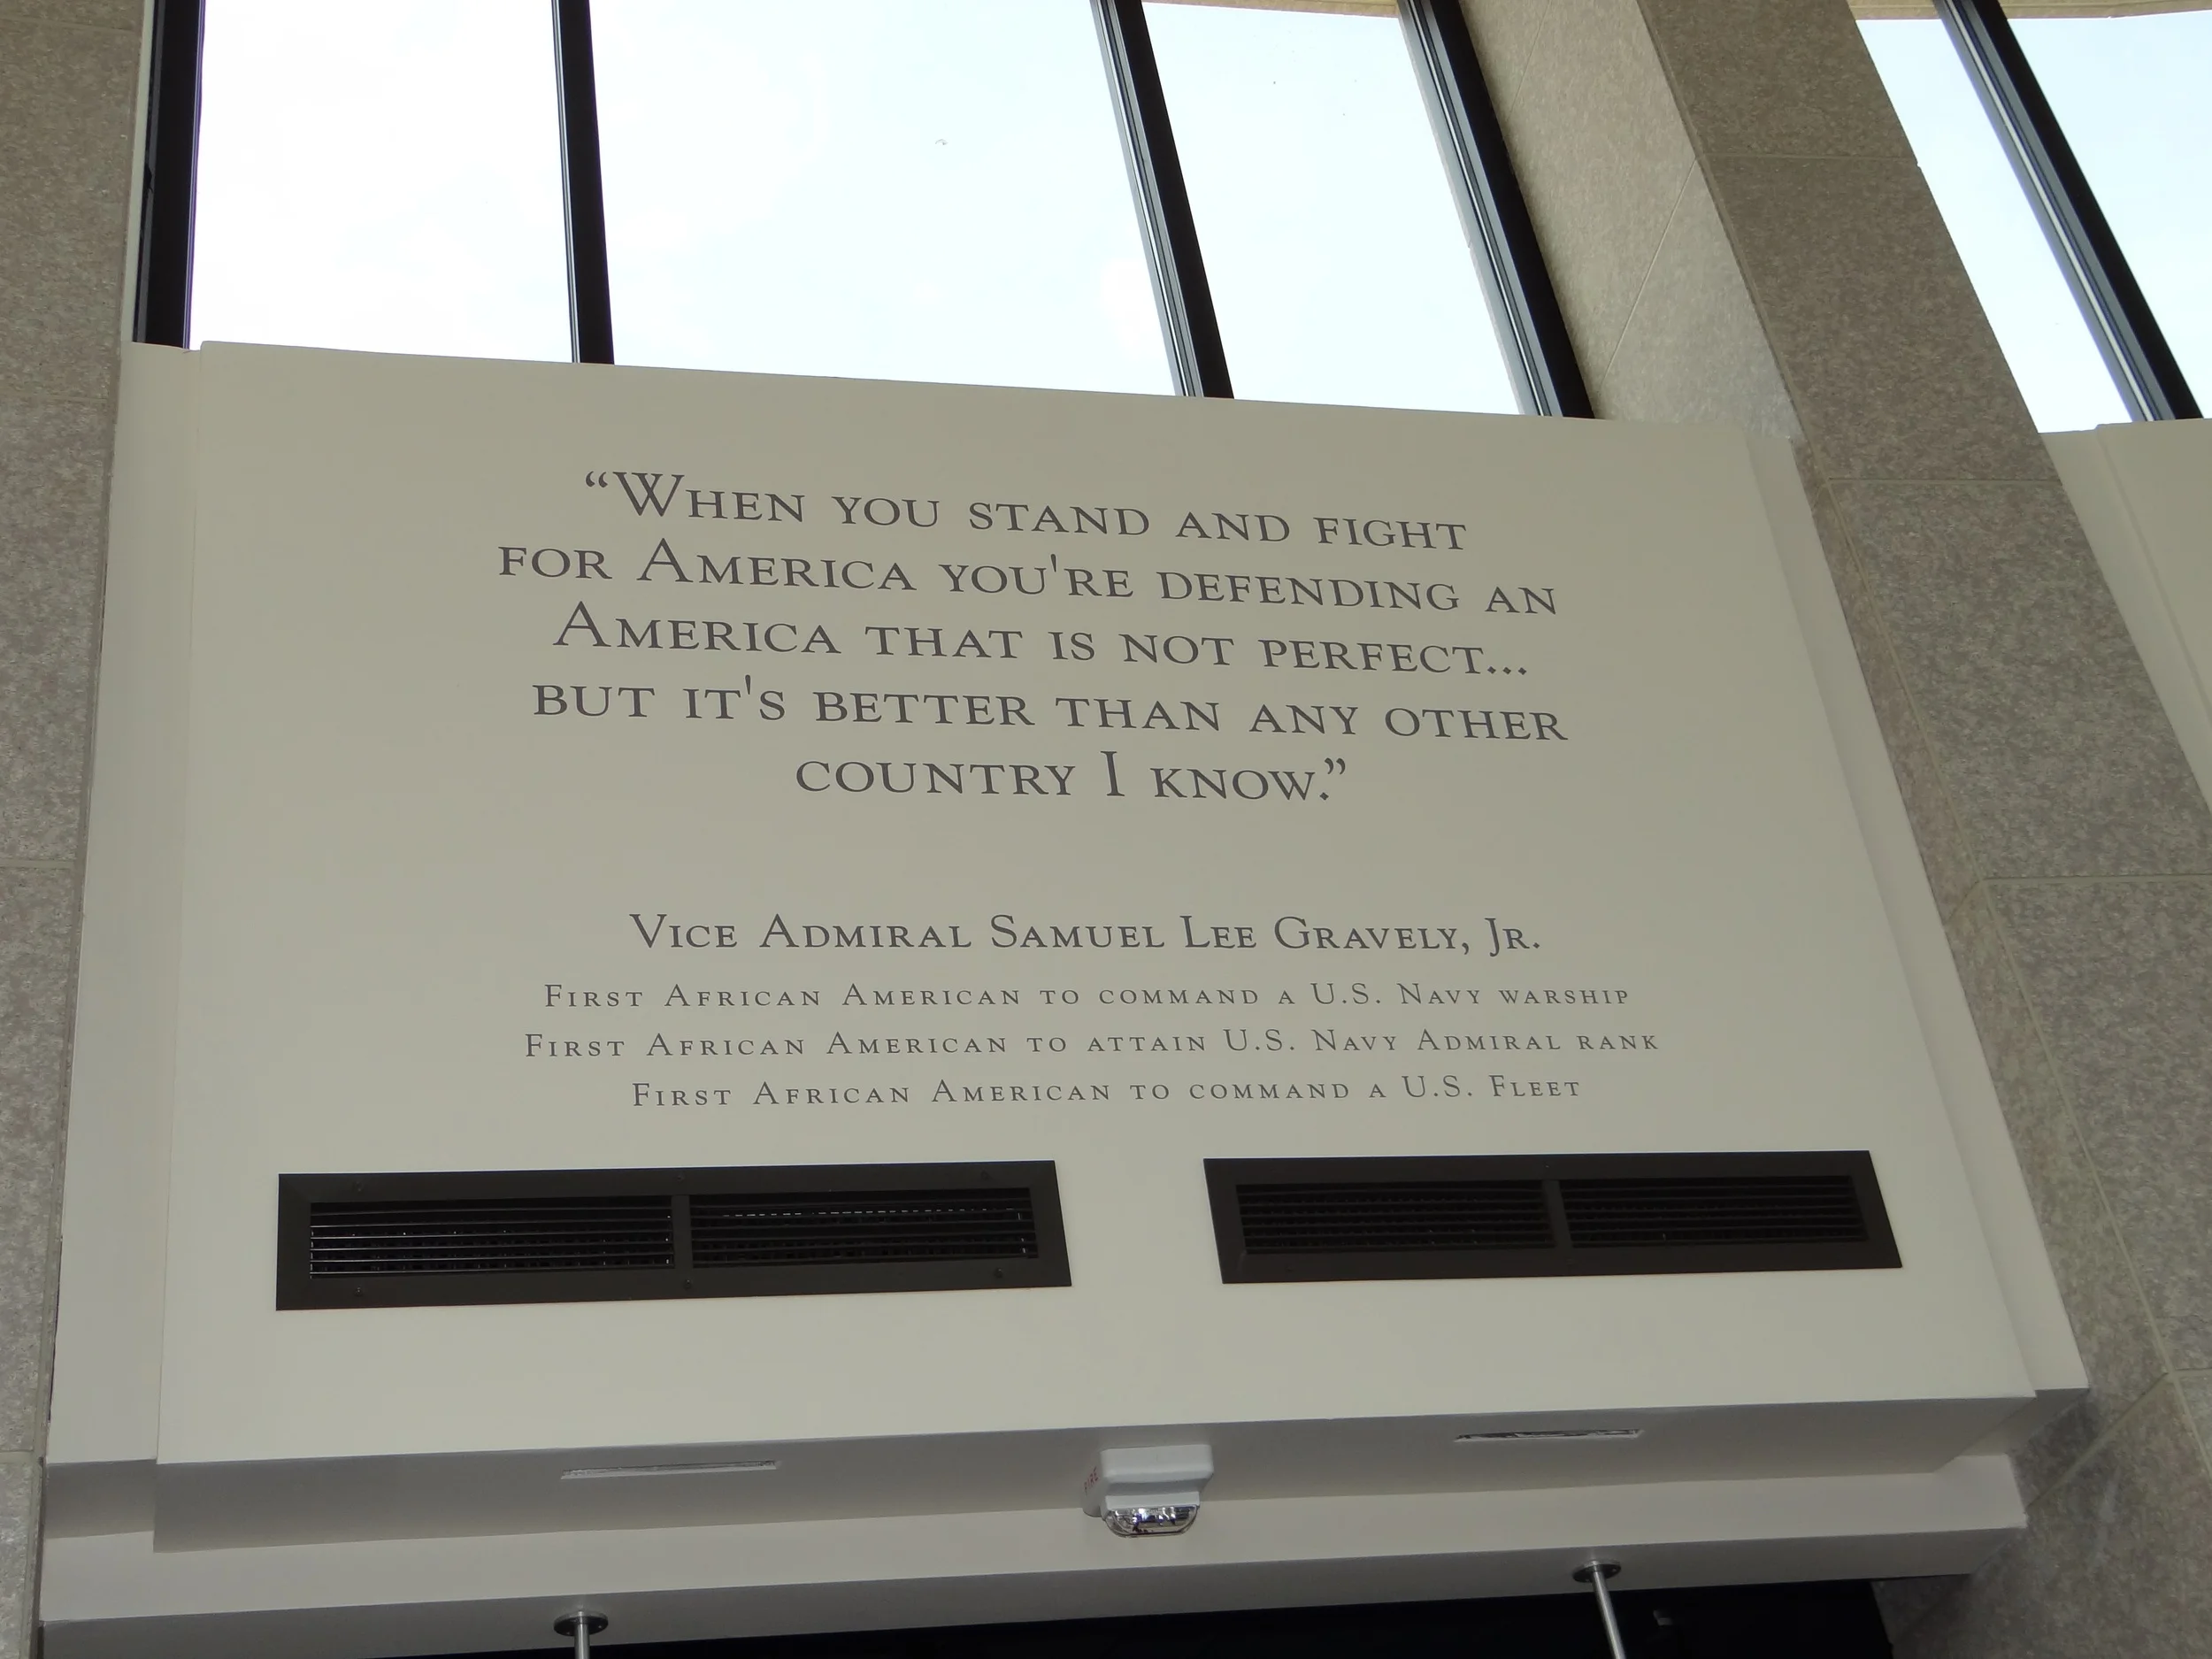 “When you stand and fight
for America you're defending an
America that is not perfect...
but it's better than any other
country I know.”
Vice Admiral Samuel Lee Gravely, Jr.
First African American to command a U.S. Navy warship
First African American to attain U.S. Navy Admiral rank
First African American to command a U.S. Fleet
FIRE